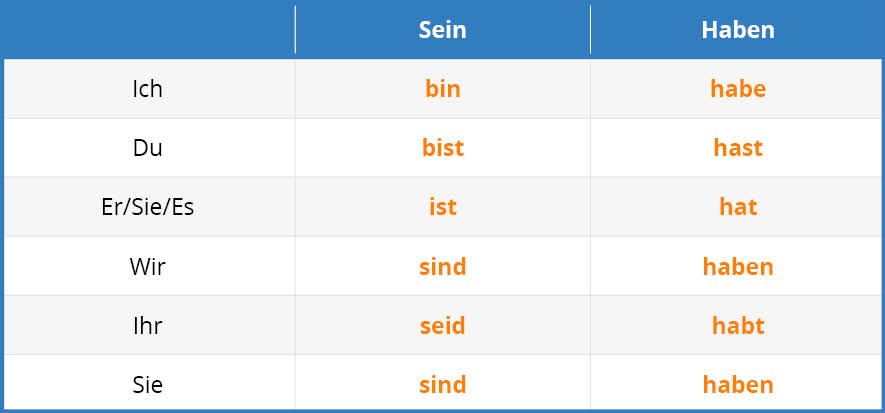 Sein Haben
Ich bin habe
Du bist hast
Er/Sie/Es ist hat
Wir sind haben
Ihr seid habt
Sie sind haben